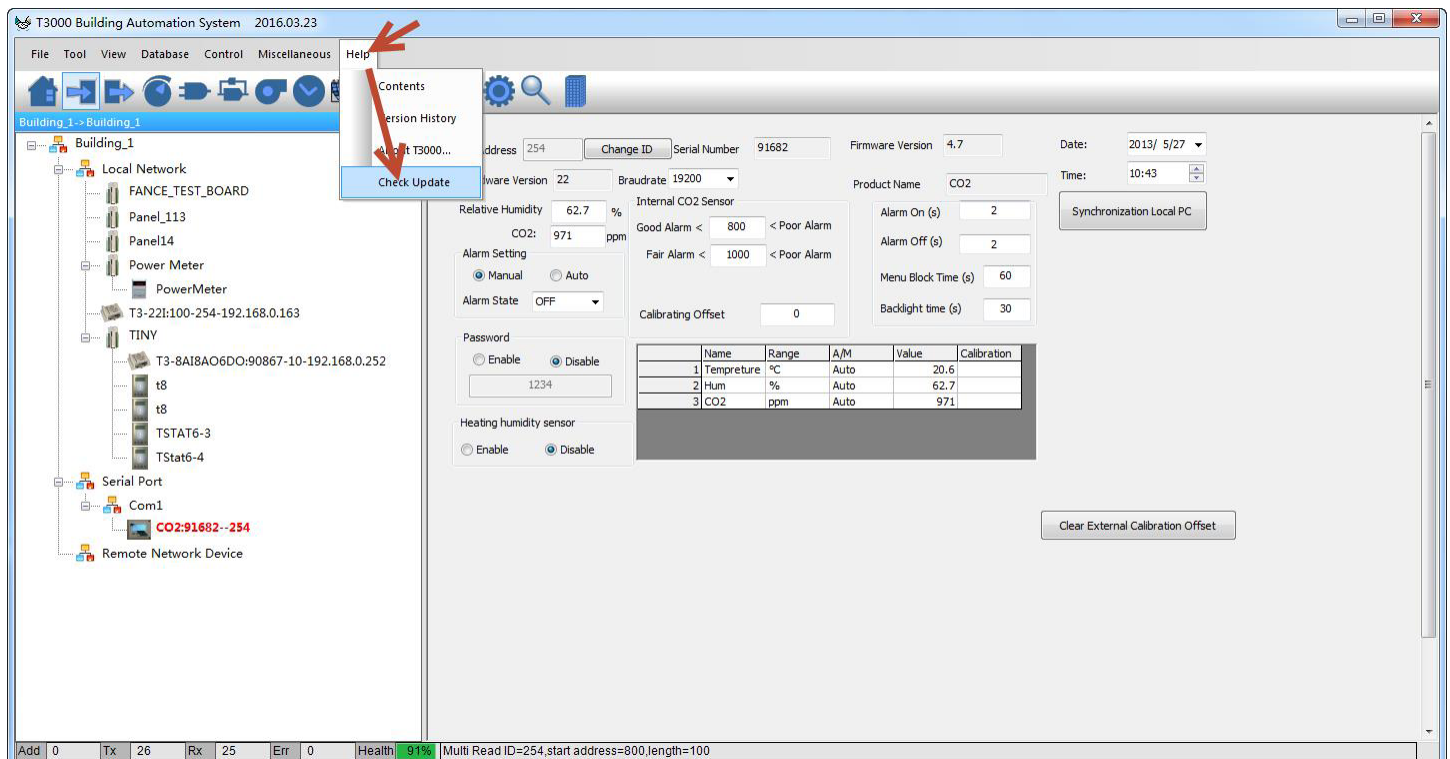 T3000 Building Automation System 2016.03.23
File Tool View Database Control Miscellaneous Help
Contents
Version History
About T3000...
Check Update
Building_1->Building_1
Building_1
Local Network
FANCE_TEST_BOARD
Panel_113
Panel14
Power Meter
PowerMeter
T3-22I:100-254-192.168.0.163
TINY
T3-8AI8AO6DO:90867-10-192.168.0.252
t8
t8
TSTAT6-3
TStat6-4
Serial Port
Com1
CO2:91682--254
Remote Network Device
254 Change ID Serial Number 91682 Firmware Version 4.7 Date: 2013/ 5/27
Version 22 Braudrate 19200 Product Name CO2 Time: 10:43
Synchronization Local PC
Relative Humidity 62.7 %
CO2: 971 ppm
Internal CO2 Sensor
Good Alarm < 800 < Poor Alarm
Fair Alarm < 1000 < Poor Alarm
Calibrating Offset 0
Alarm On (s) 2
Alarm Off (s) 2
Menu Block Time (s) 60
Backlight time (s) 30
Alarm Setting
Manual Auto
Alarm State OFF
Password
Enable Disable
1234
Heating humidity sensor
Enable Disable
Name Range A/M Value Calibration
1 Tempreture °C Auto 20.6
2 Hum % Auto 62.7
3 CO2 ppm Auto 971
Clear External Calibration Offset
Add 0 Tx 26 Rx 25 Err 0 Health 91% Multi Read ID=254,start address=800,length=100